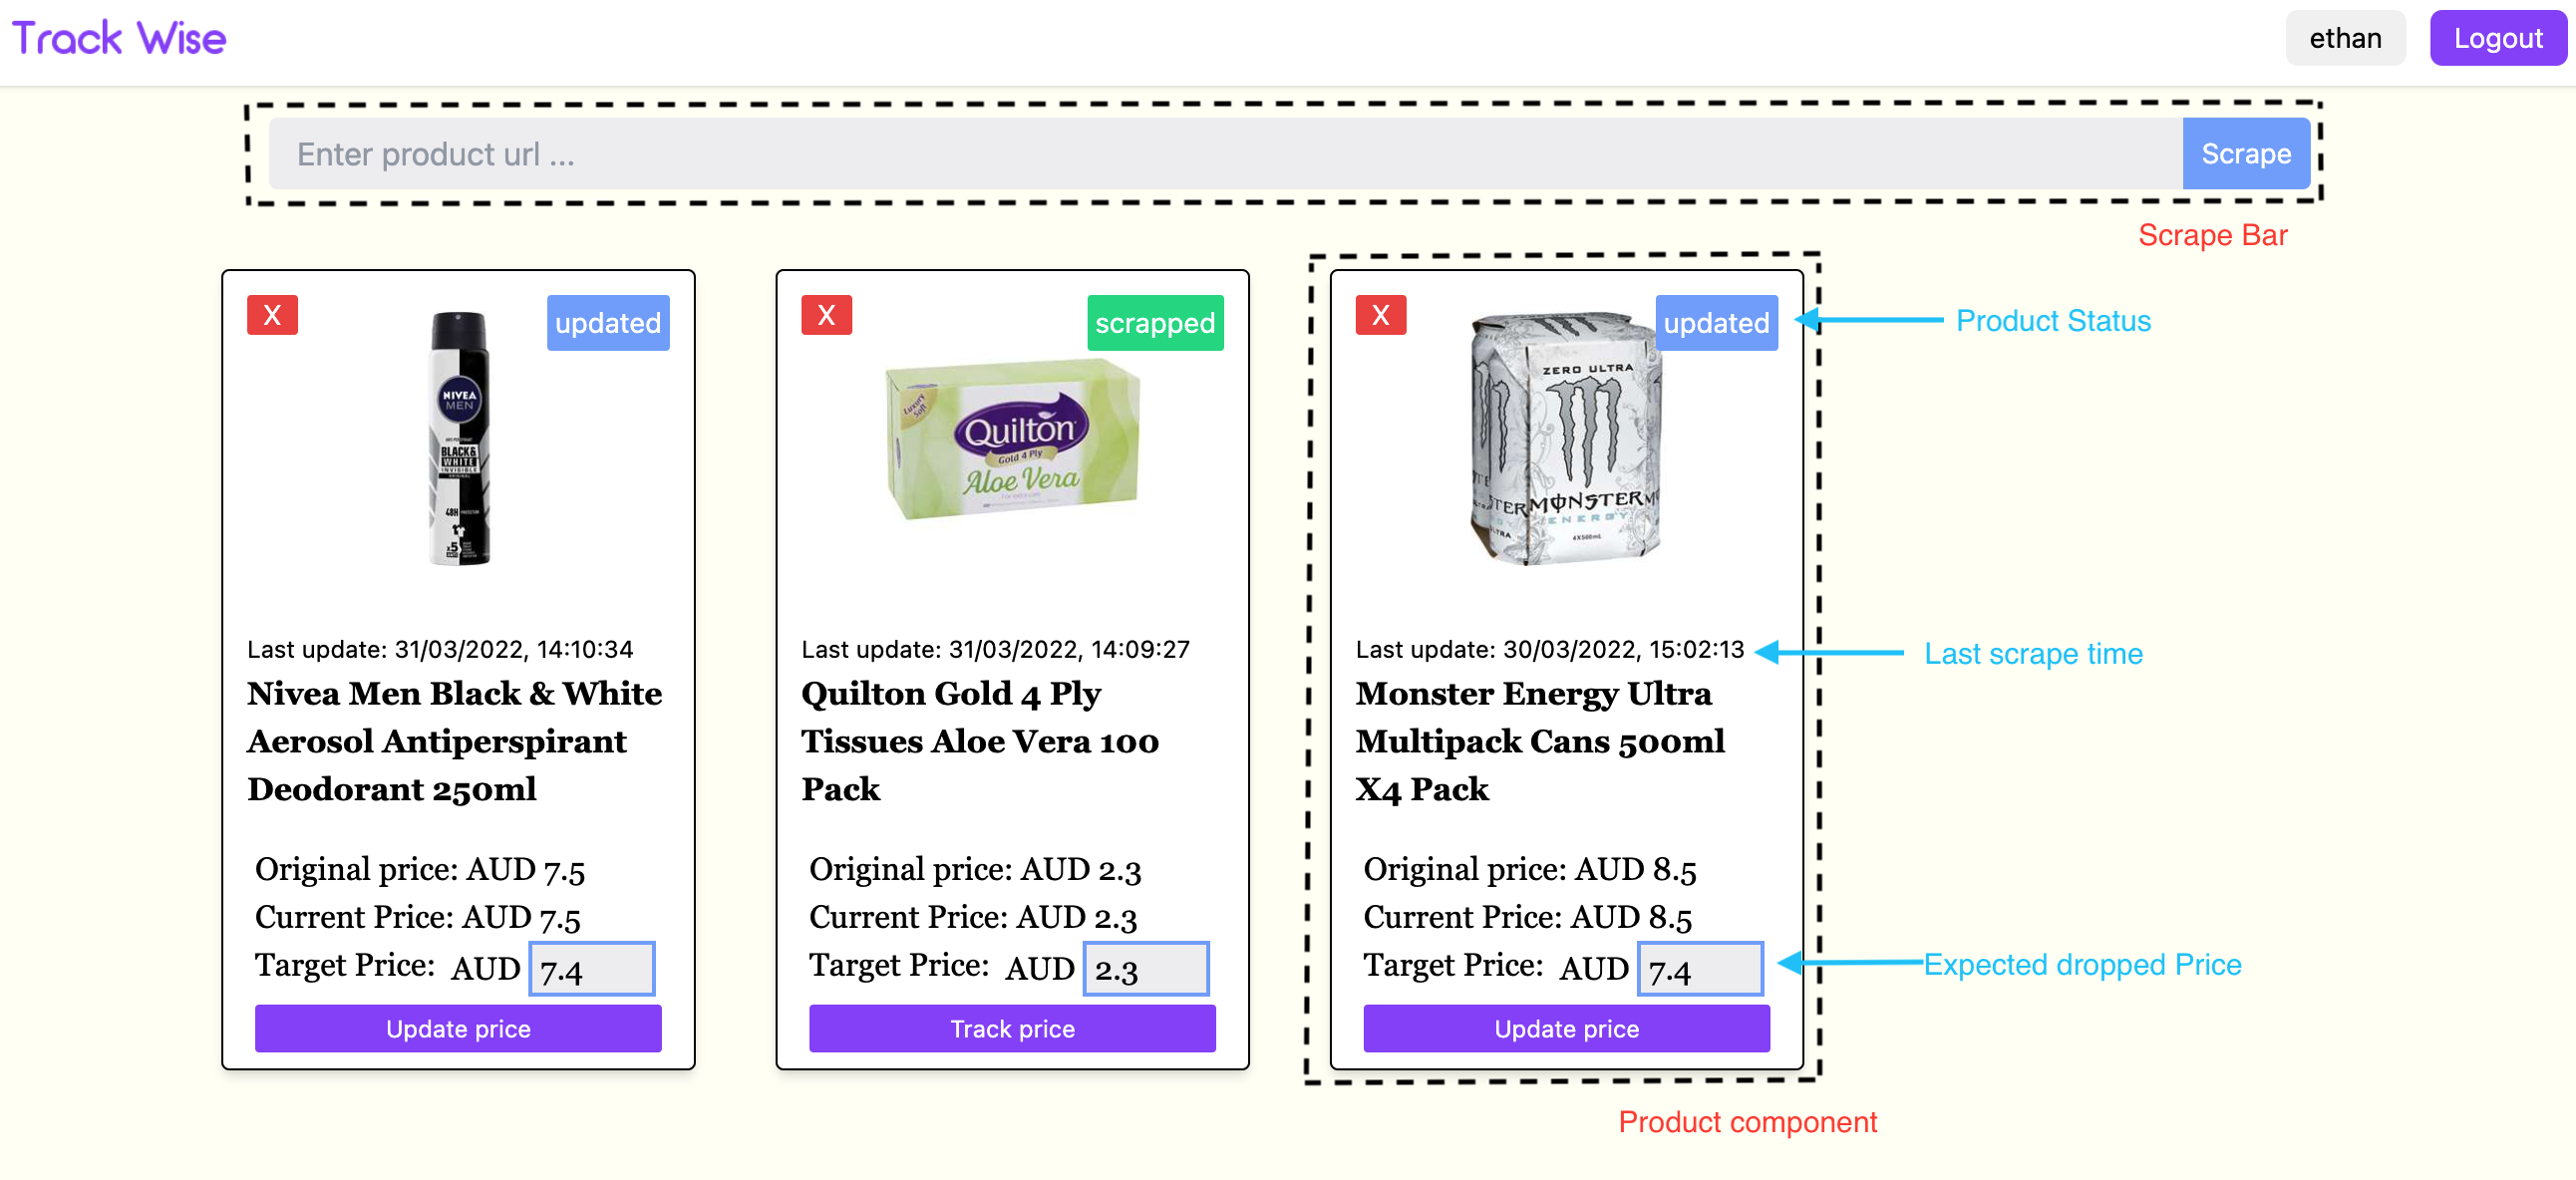 Track Wise
ethan
Logout
Enter product url ...
Scrape
Scrape Bar
X
updated
NIVEA
MEN
BLACK&
WHITE
INVISIBLE
48H
x5
Last update: 31/03/2022, 14:10:34
Nivea Men Black & White
Aerosol Antiperspirant
Deodorant 250ml
Original price: AUD 7.5
Current Price: AUD 7.5
Target Price: AUD 7.4
Update price
X
scrapped
Luxury
Soft
Quilton
Gold 4 Ply
Aloe Vera
Last update: 31/03/2022, 14:09:27
Quilton Gold 4 Ply
Tissues Aloe Vera 100
Pack
Original price: AUD 2.3
Current Price: AUD 2.3
Target Price: AUD 2.3
Track price
X
updated
Product Status
ZERO ULTRA
MONSTER
ENERGY
4X500mL
Last update: 30/03/2022, 15:02:13
Last scrape time
Monster Energy Ultra
Multipack Cans 500ml
X4 Pack
Original price: AUD 8.5
Current Price: AUD 8.5
Target Price: AUD 7.4
Expected dropped Price
Update price
Product component